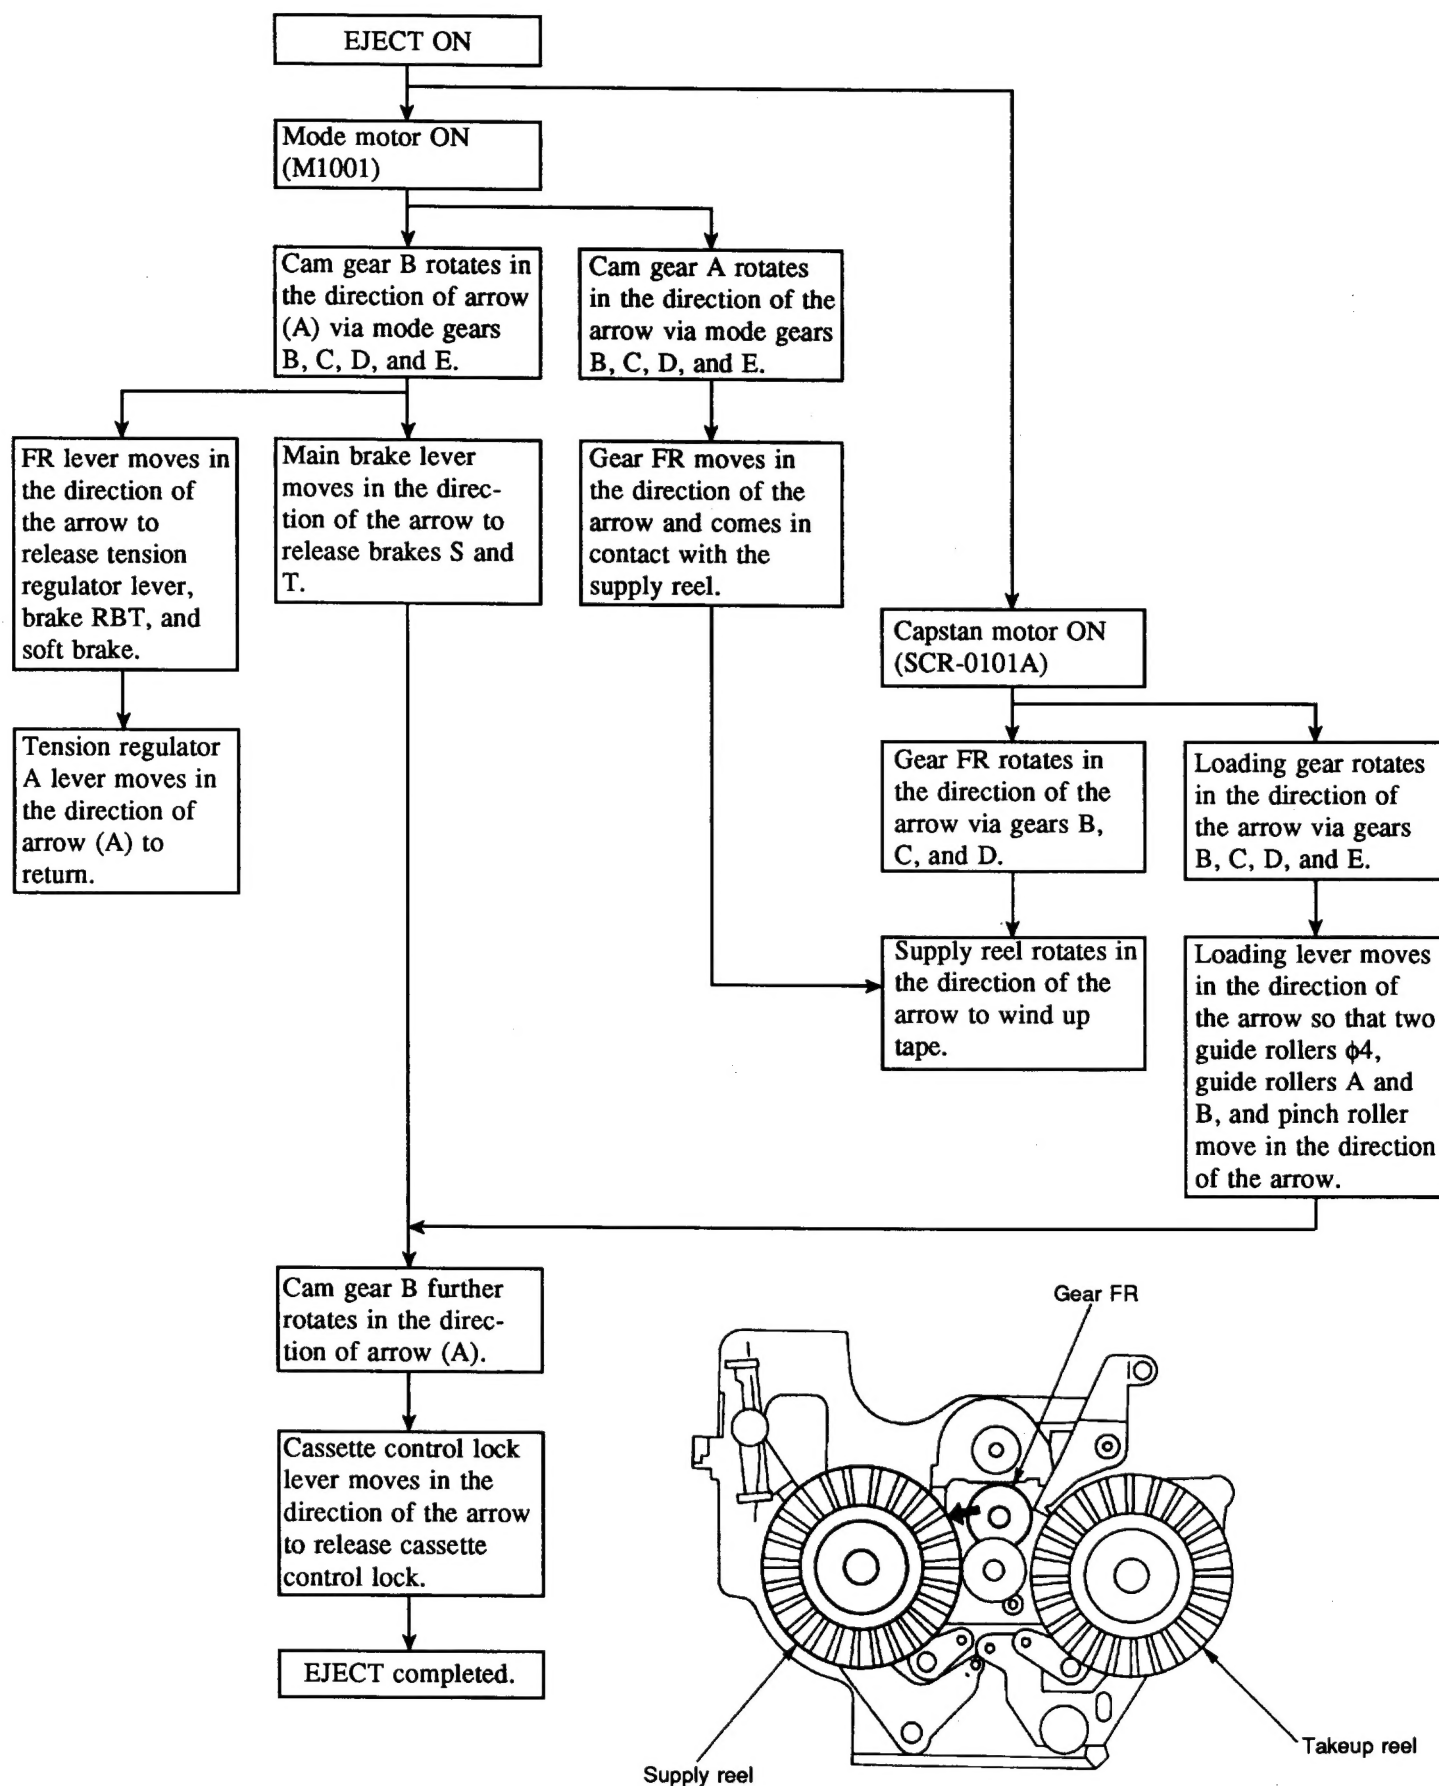 EJECT ON
Mode motor ON
(M1001)
Cam gear B rotates in
the direction of arrow
(A) via mode gears
B, C, D, and E.
Cam gear A rotates
in the direction of the
arrow via mode gears
B, C, D, and E.
FR lever moves in
the direction of
the arrow to
release tension
regulator lever,
brake RBT, and
soft brake.
Main brake lever
moves in the direc-
tion of the arrow to
release brakes S and
T.
Gear FR moves in
the direction of the
arrow and comes in
contact with the
supply reel.
Capstan motor ON
(SCR-0101A)
Tension regulator
A lever moves in
the direction of
arrow (A) to
return.
Gear FR rotates in
the direction of the
arrow via gears B,
C, and D.
Loading gear rotates
in the direction of
the arrow via gears
B, C, D, and E.
Supply reel rotates in
the direction of the
arrow to wind up
tape.
Loading lever moves
in the direction of
the arrow so that two
guide rollers ϕ4,
guide rollers A and
B, and pinch roller
move in the direction
of the arrow.
Cam gear B further
rotates in the direc-
tion of arrow (A).
Cassette control lock
lever moves in the
direction of the arrow
to release cassette
control lock.
EJECT completed.
Gear FR
Takeup reel
Supply reel